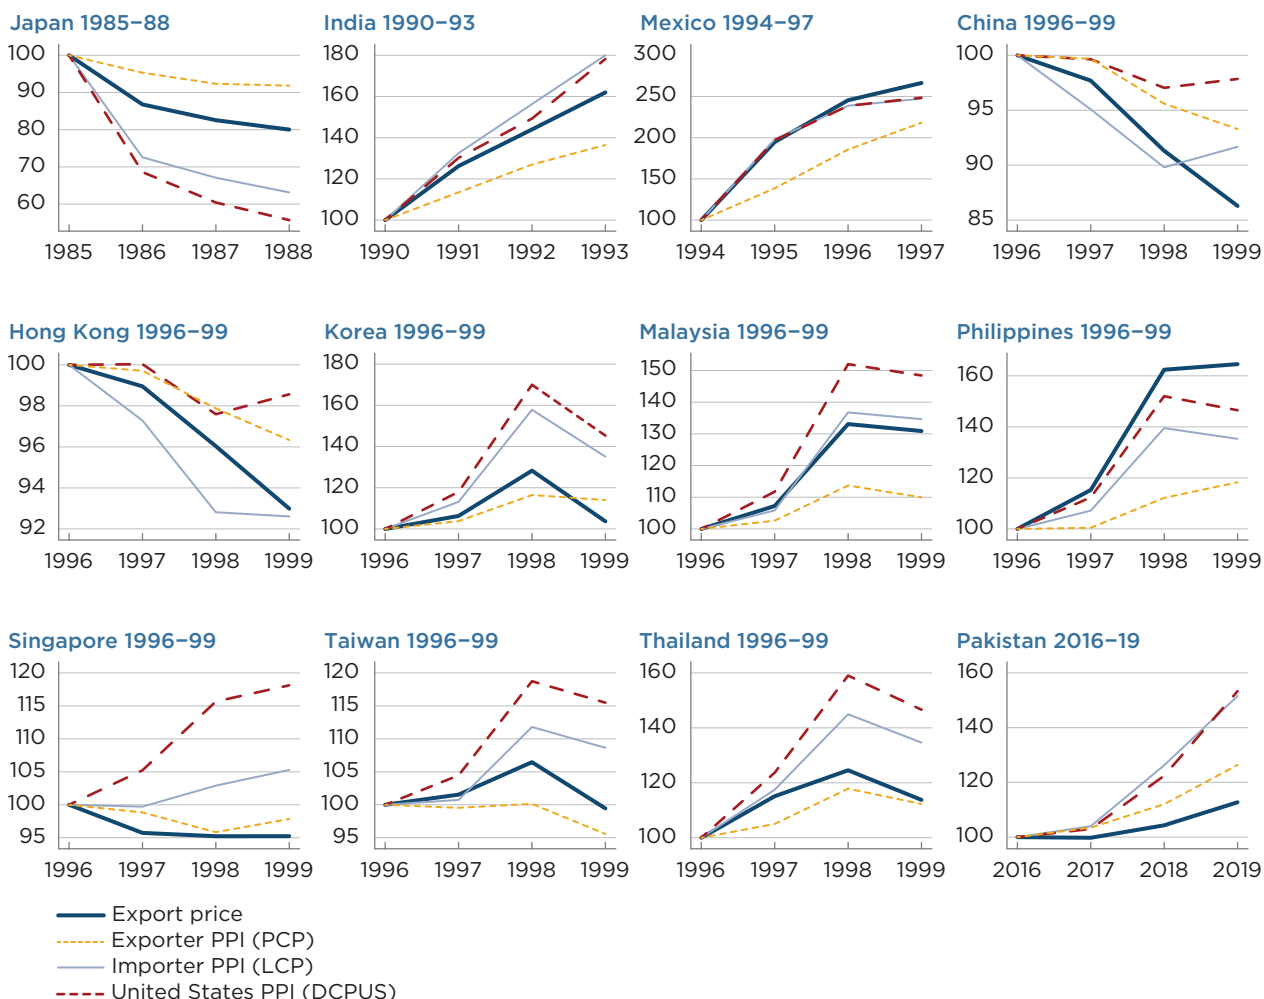 Japan 1985–88
India 1990–93
Mexico 1994–97
China 1996–99
100
90
80
70
60
1985 1986 1987 1988
180
160
140
120
100
1990 1991 1992 1993
300
250
200
150
100
1994 1995 1996 1997
100
95
90
85
1996 1997 1998 1999
Hong Kong 1996–99
Korea 1996–99
Malaysia 1996–99
Philippines 1996–99
100
98
96
94
92
1996 1997 1998 1999
180
160
140
120
100
1996 1997 1998 1999
150
140
130
120
110
100
1996 1997 1998 1999
160
140
120
100
1996 1997 1998 1999
Singapore 1996–99
Taiwan 1996–99
Thailand 1996–99
Pakistan 2016–19
120
115
110
105
100
95
1996 1997 1998 1999
120
115
110
105
100
95
1996 1997 1998 1999
160
140
120
100
1996 1997 1998 1999
160
140
120
100
2016 2017 2018 2019
Export price
Exporter PPI (PCP)
Importer PPI (LCP)
United States PPI (DCPUS)